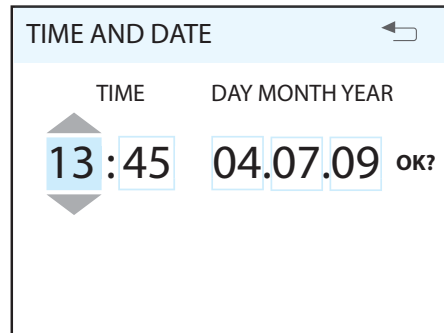 TIME AND DATE
TIME DAY MONTH YEAR
13 : 45 04.07.09 OK?